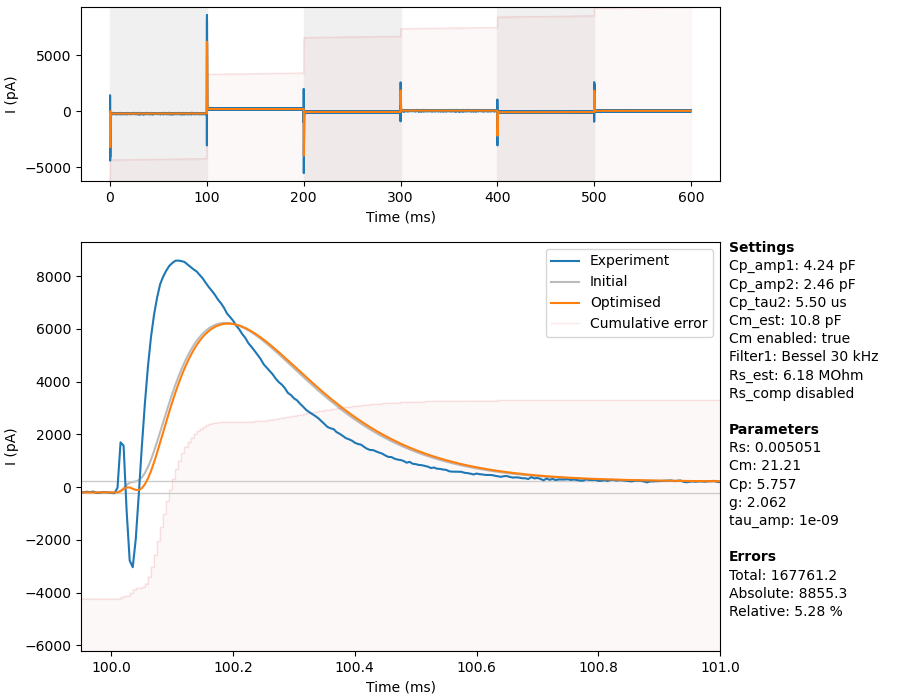 5000
0
−5000
I (pA)
0 100 200 300 400 500 600
Time (ms)
8000
6000
4000
2000
0
−2000
−4000
−6000
I (pA)
100.0 100.2 100.4 100.6 100.8 101.0
Time (ms)
Experiment
Initial
Optimised
Cumulative error
Settings
Cp_amp1: 4.24 pF
Cp_amp2: 2.46 pF
Cp_tau2: 5.50 us
Cm_est: 10.8 pF
Cm enabled: true
Filter1: Bessel 30 kHz
Rs_est: 6.18 MOhm
Rs_comp disabled
Parameters
Rs: 0.005051
Cm: 21.21
Cp: 5.757
g: 2.062
tau_amp: 1e-09
Errors
Total: 167761.2
Absolute: 8855.3
Relative: 5.28 %